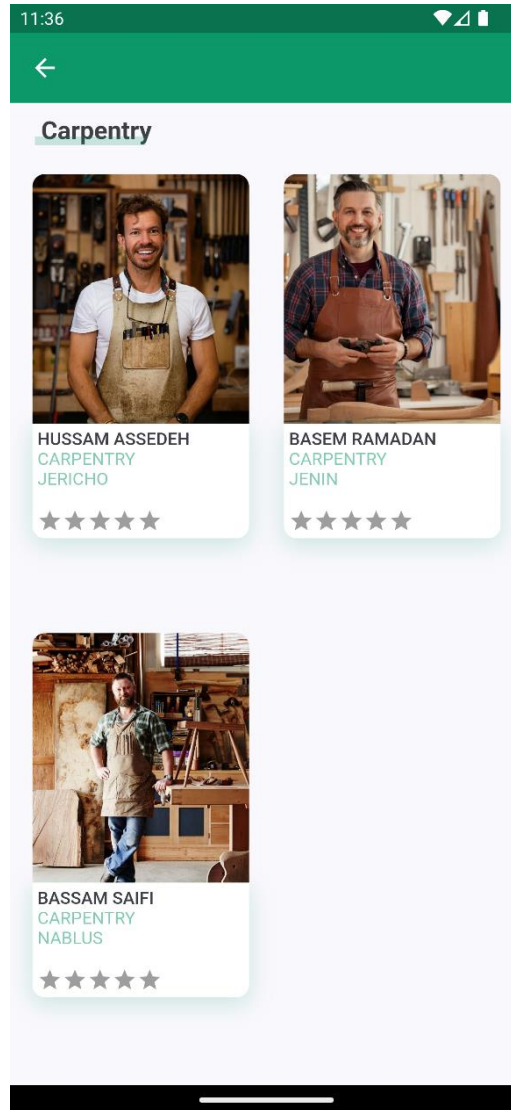 11:36
Carpentry
HUSSAM ASSEDEH
CARPENTRY
JERICHO
BASEM RAMADAN
CARPENTRY
JENIN
BASSAM SAIFI
CARPENTRY
NABLUS